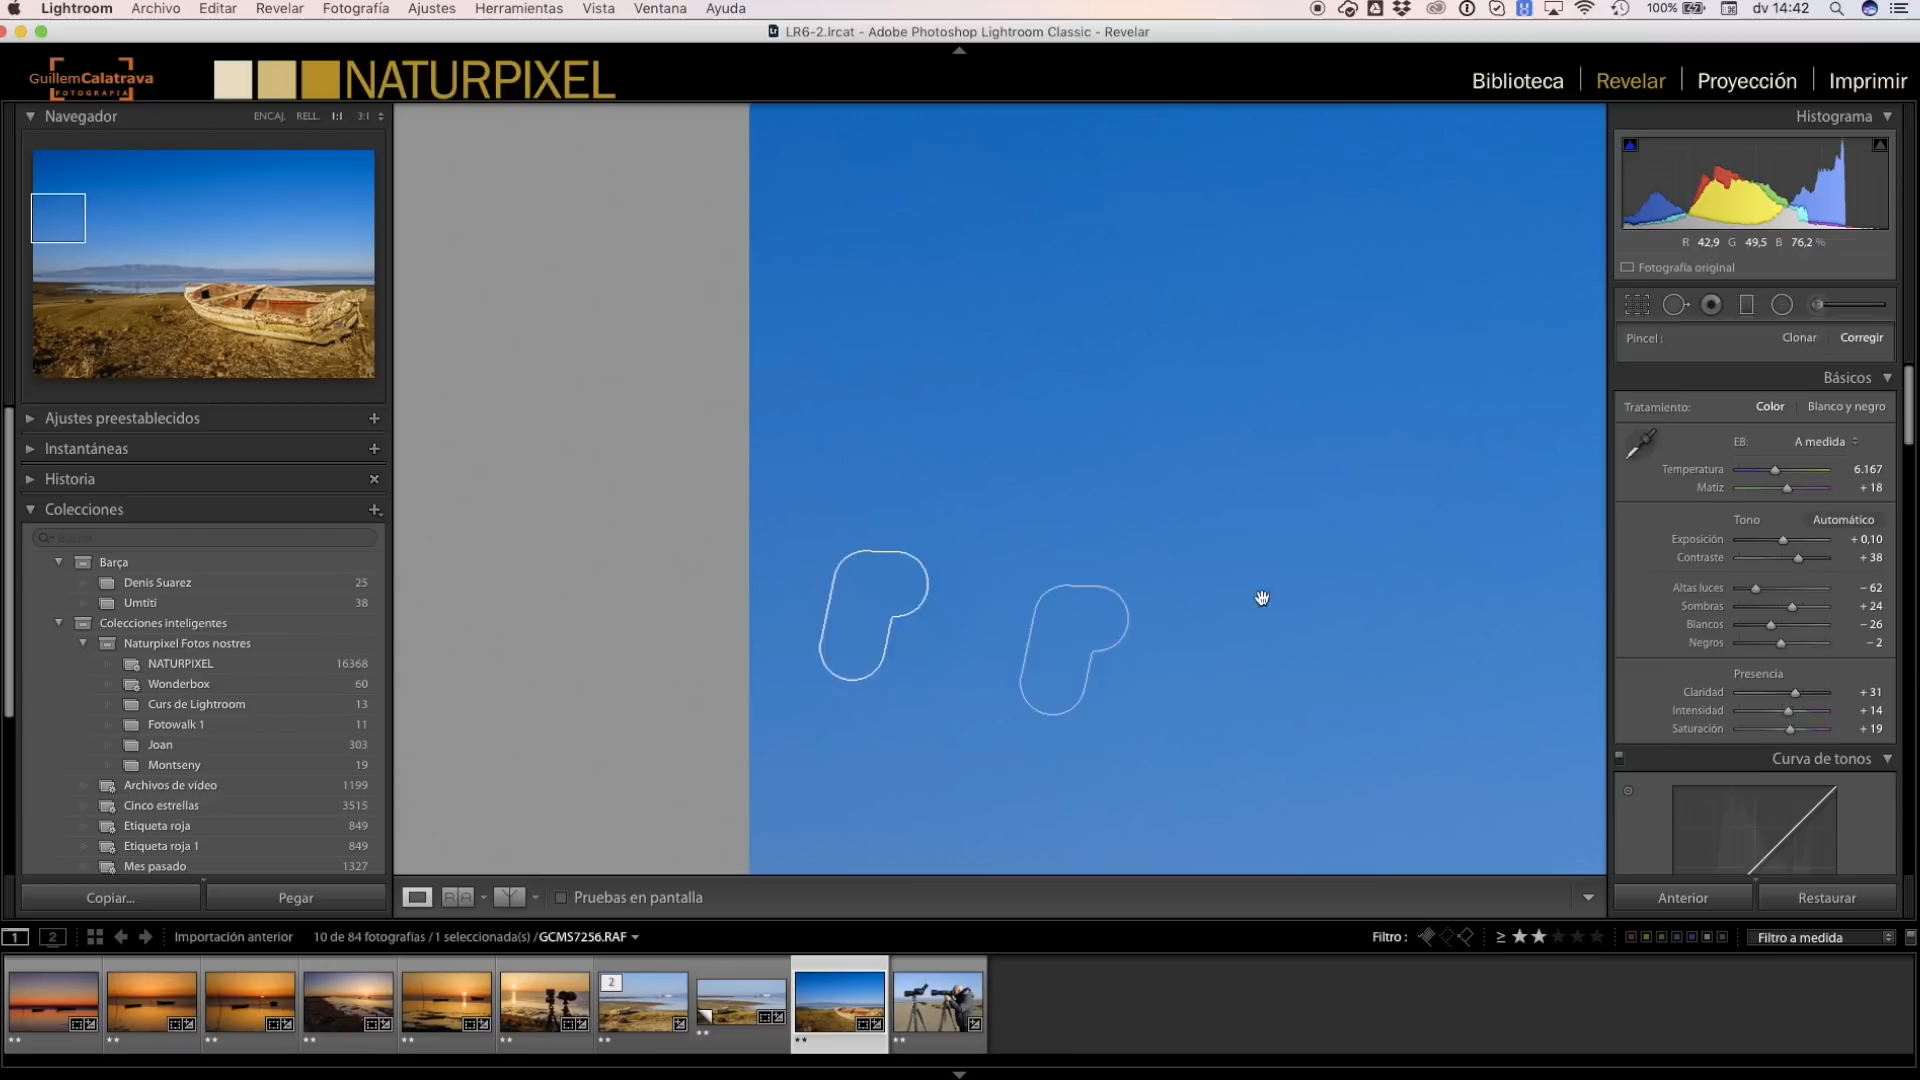 Lightroom Archivo Editar Revelar Fotografía Ajustes Herramientas Vista Ventana Ayuda 100% dv 14:42
LR6-2.lrcat - Adobe Photoshop Lightroom Classic - Revelar
GuillemCalatrava
FOTOGRAFIA
NATURPIXEL
Biblioteca Revelar Proyección Imprimir
Navegador ENCAJ. RELL. 1:1 3:1
Histograma
R 42,9 G 49,5 B 76,2 %
Fotografía original
Pincel: Clonar Corregir
Básicos
Tratamiento: Color Blanco y negro
EB: A medida
Temperatura 6.167
Matiz + 18
Tono Automático
Exposición + 0,10
Contraste + 38
Altas luces − 62
Sombras + 24
Blancos − 26
Negros − 2
Presencia
Claridad + 31
Intensidad + 14
Saturación + 19
Curva de tonos
Ajustes preestablecidos
Instantáneas
Historia
Colecciones
Barça
Denis Suarez 25
Umtiti 38
Colecciones inteligentes
Naturpixel Fotos nostres
NATURPIXEL 16368
Wonderbox 60
Curs de Lightroom 13
Fotowalk 1 11
Joan 303
Montseny 19
Archivos de vídeo 1199
Cinco estrellas 3515
Etiqueta roja 849
Etiqueta roja 1 849
Mes pasado 1327
Copiar... Pegar
Pruebas en pantalla
Anterior Restaurar
1 2 Importación anterior 10 de 84 fotografías /1 seleccionada(s) /GCMS7256.RAF
Filtro : ≥ ★★ Filtro a medida
2